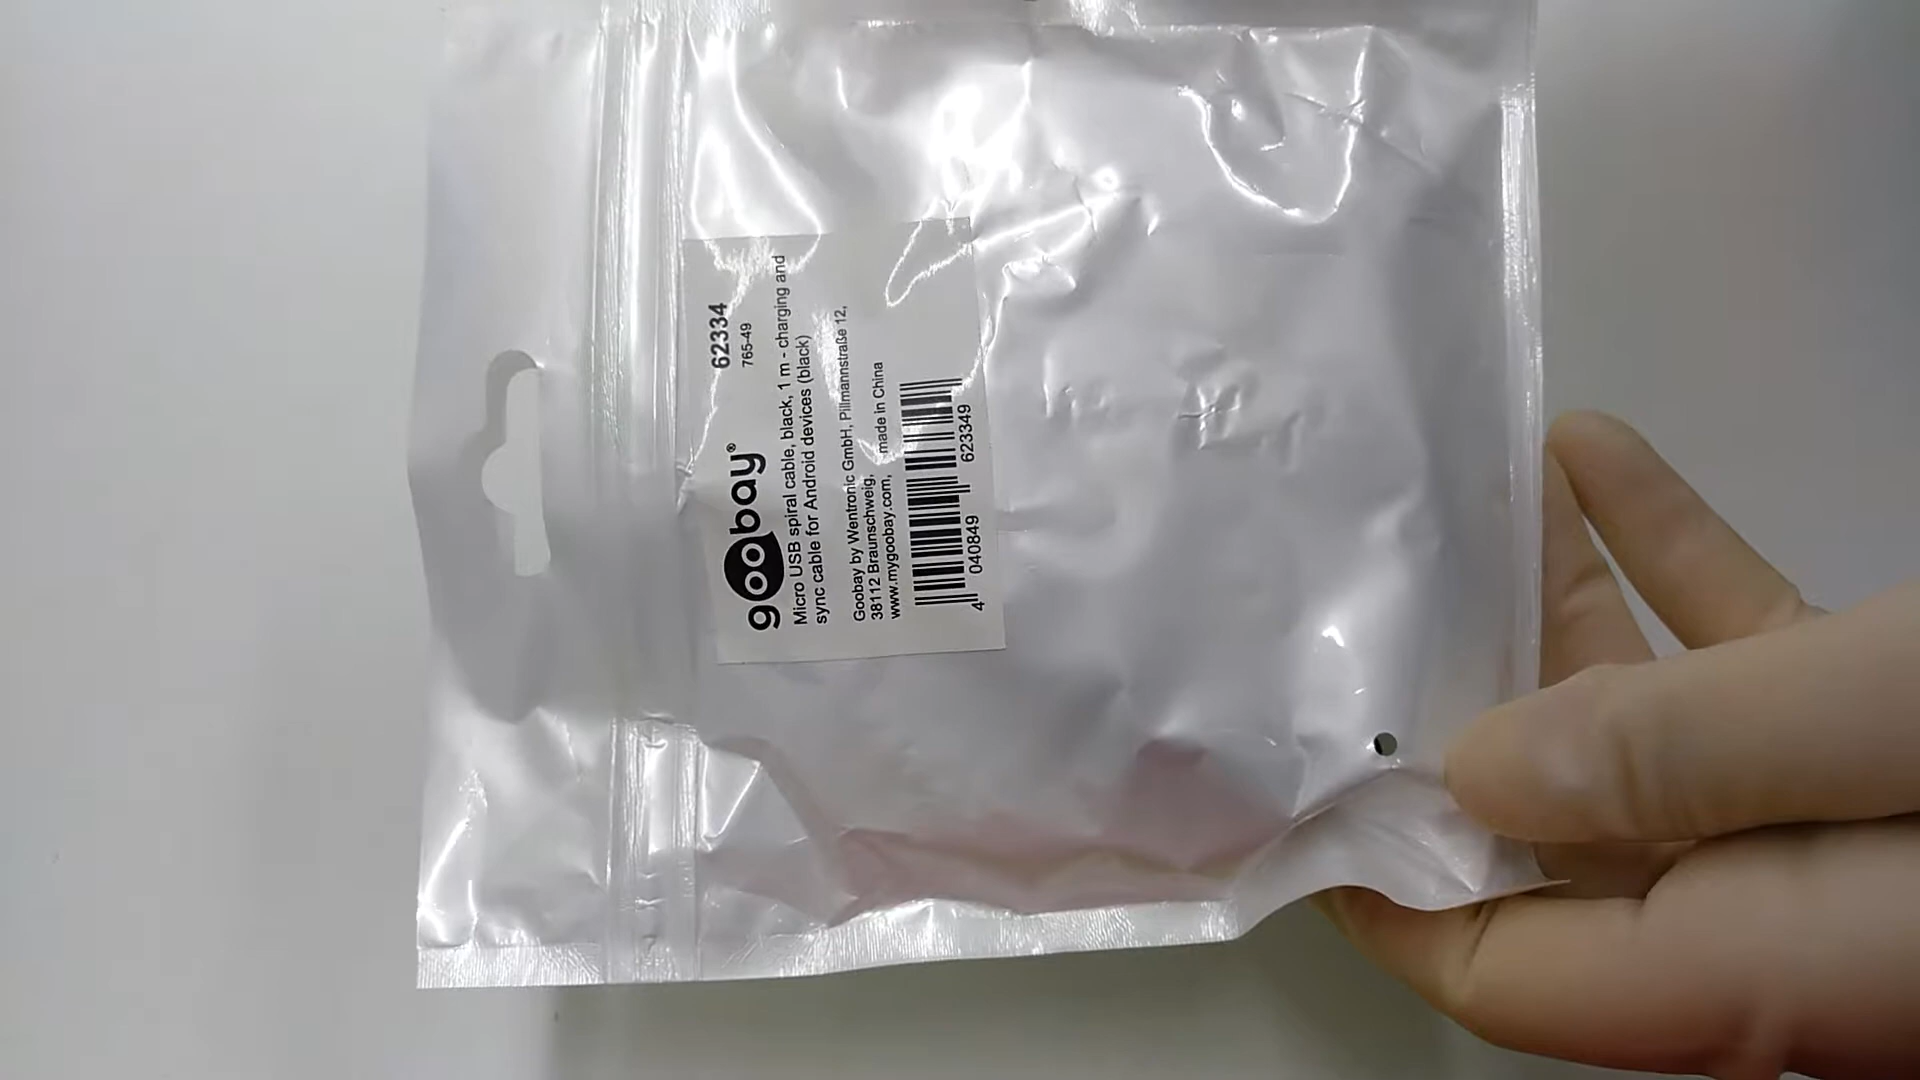 62334
765-49
goobay®
Micro USB spiral cable, black, 1 m - charging and
sync cable for Android devices (black)
Goobay by Wentronic GmbH, Pillmannstraße 12,
38112 Braunschweig,
www.mygoobay.com, made in China
4 040849 623349